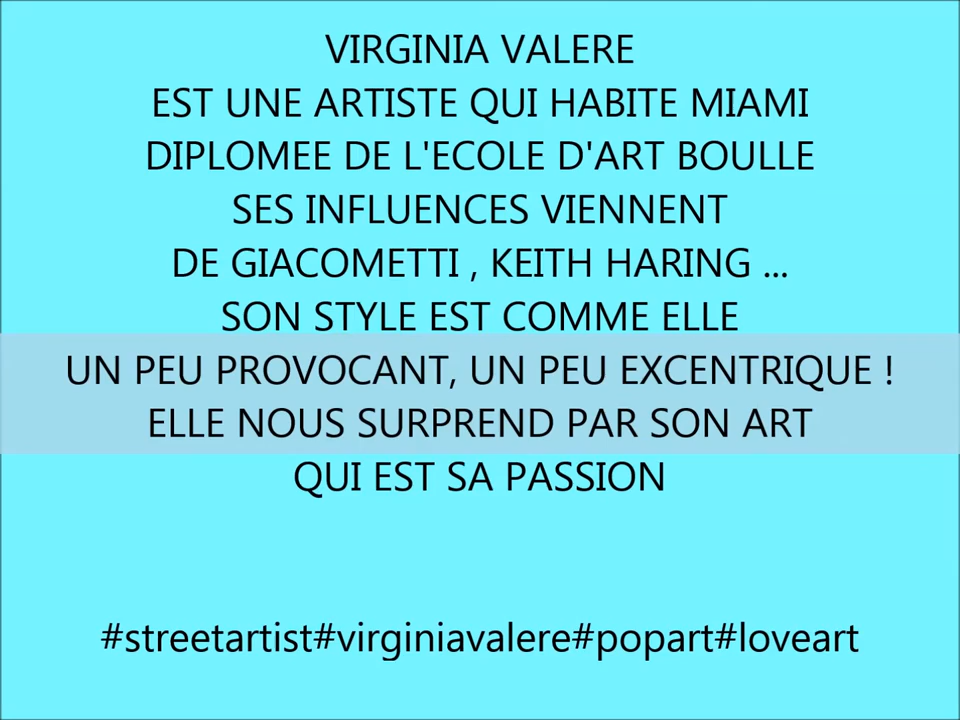 VIRGINIA VALERE
EST UNE ARTISTE QUI HABITE MIAMI
DIPLOMEE DE L'ECOLE D'ART BOULLE
SES INFLUENCES VIENNENT
DE GIACOMETTI , KEITH HARING ...
SON STYLE EST COMME ELLE
UN PEU PROVOCANT, UN PEU EXCENTRIQUE !
ELLE NOUS SURPREND PAR SON ART
QUI EST SA PASSION
#streetartist#virginiavalere#popart#loveart